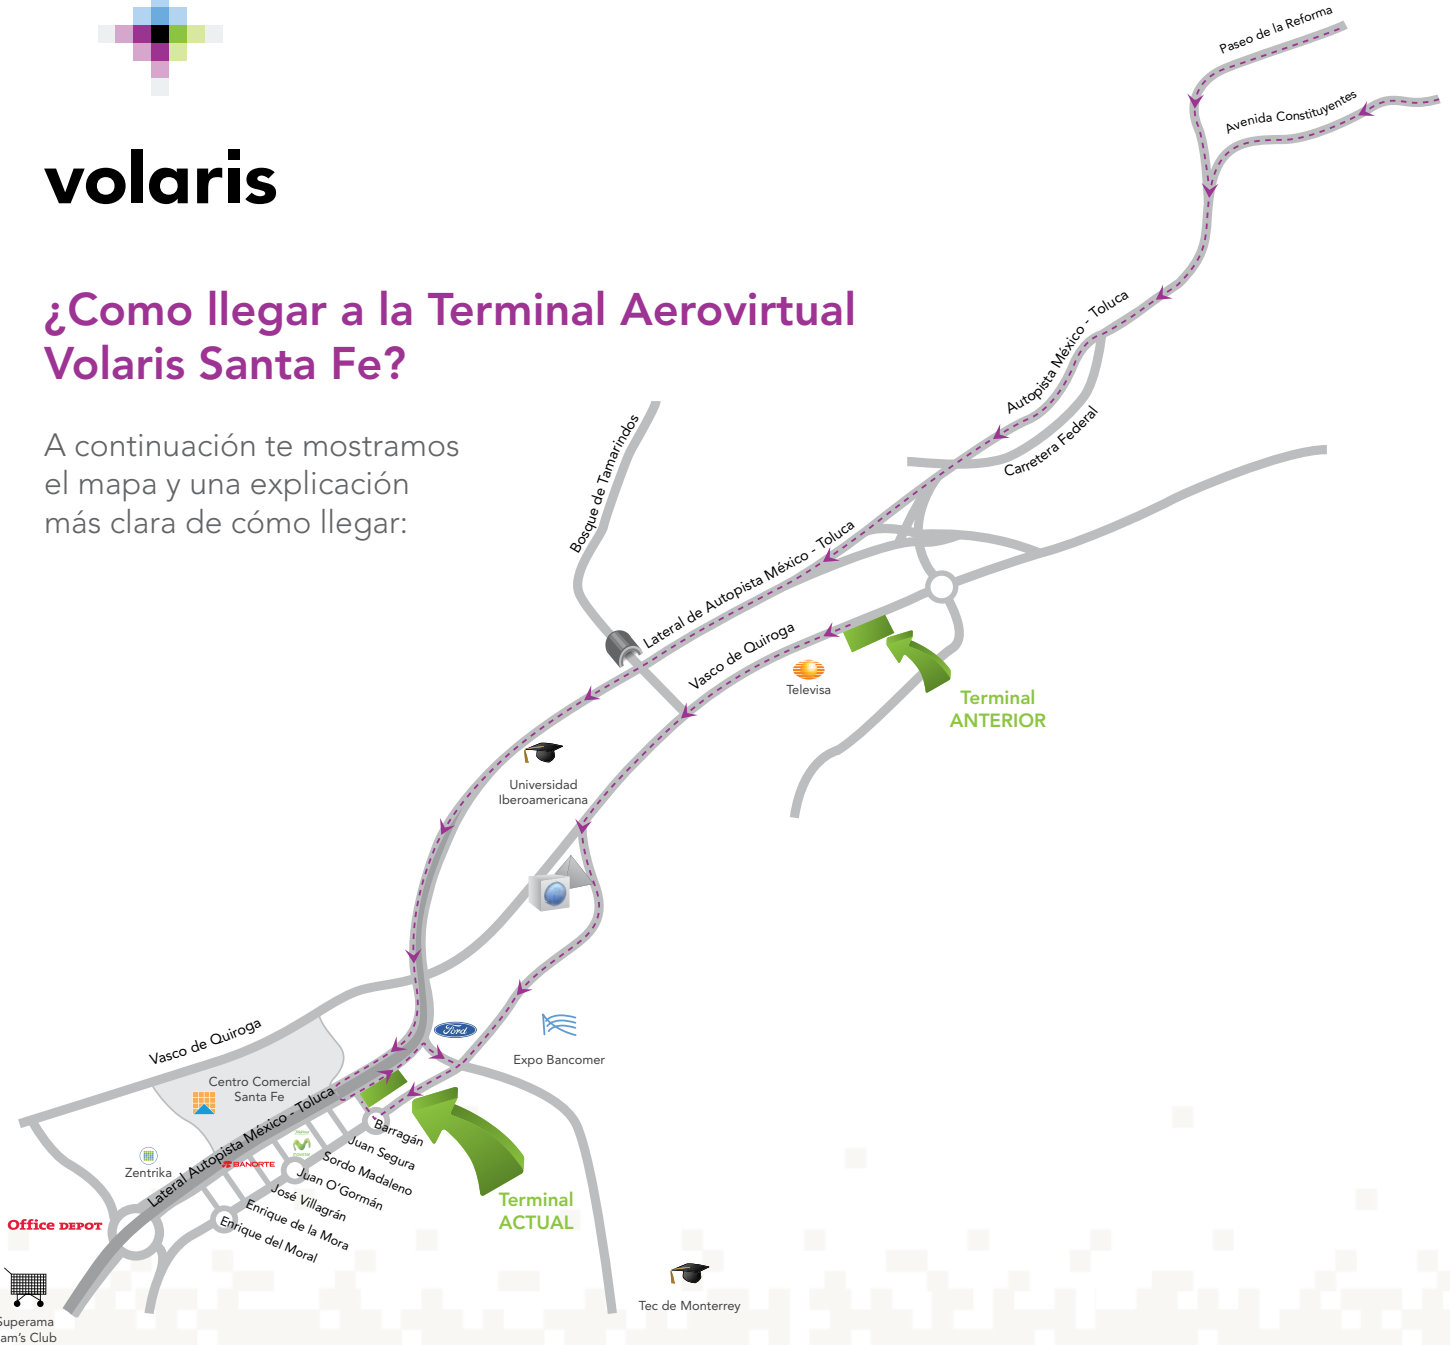 volaris
¿Como llegar a la Terminal Aerovirtual
Volaris Santa Fe?
A continuación te mostramos
el mapa y una explicación
más clara de cómo llegar:
Paseo de la Reforma
Avenida Constituyentes
Autopista México - Toluca
Carretera Federal
Bosque de Tamarindos
Lateral de Autopista México - Toluca
Vasco de Quiroga
Televisa
Terminal
ANTERIOR
Universidad
Iberoamericana
Ford
Expo Bancomer
Vasco de Quiroga
Centro Comercial
Santa Fe
Lateral Autopista México - Toluca
Zentrika
BANORTE
Barragán
Juan Segura
Sordo Madaleno
Juan O'Gormán
José Villagrán
Enrique de la Mora
Enrique del Moral
Terminal
ACTUAL
Office DEPOT
Tec de Monterrey
Superama
am's Club